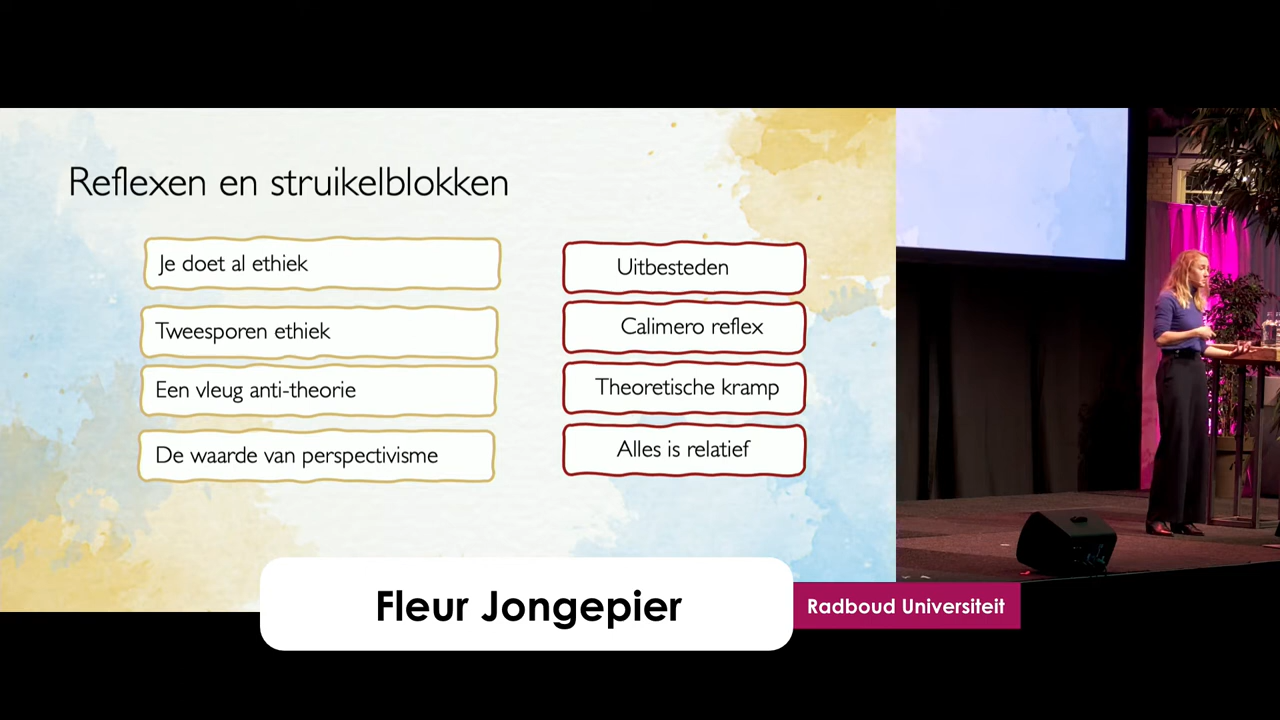 Reflexen en struikelblokken
Je doet al ethiek
Uitbesteden
Tweesporen ethiek
Calimero reflex
Een vleug anti-theorie
Theoretische kramp
De waarde van perspectivisme
Alles is relatief
Fleur Jongepier
Radboud Universiteit